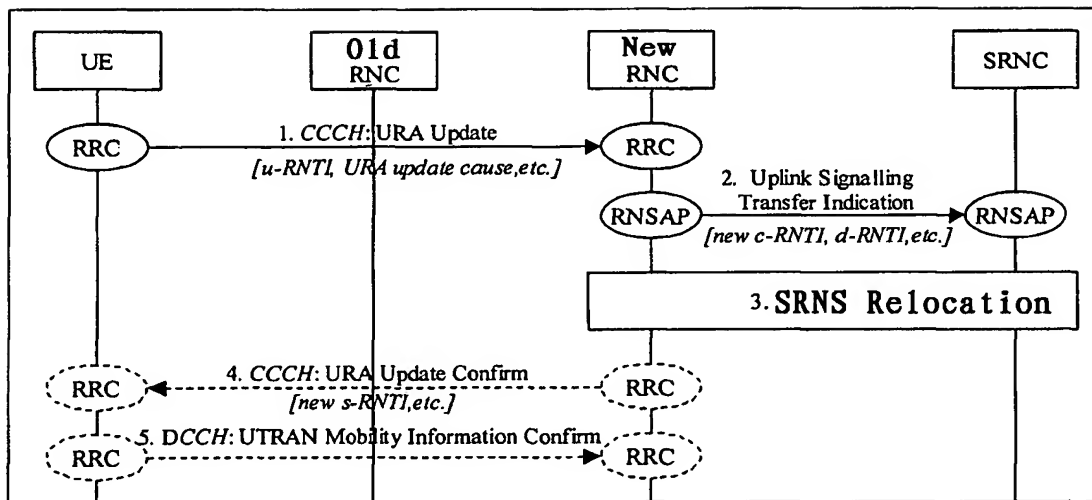 UE
Old
RNC
New
RNC
SRNC
RRC
1. CCCH: URA Update
[u-RNTI, URA update cause,etc.]
RRC
RNSAP
2. Uplink Signalling
Transfer Indication
[new c-RNTI, d-RNTI,etc.]
RNSAP
3. SRNS Relocation
RRC
4. CCCH: URA Update Confirm
[new s-RNTI,etc.]
RRC
RRC
5. DCCH: UTRAN Mobility Information Confirm
RRC